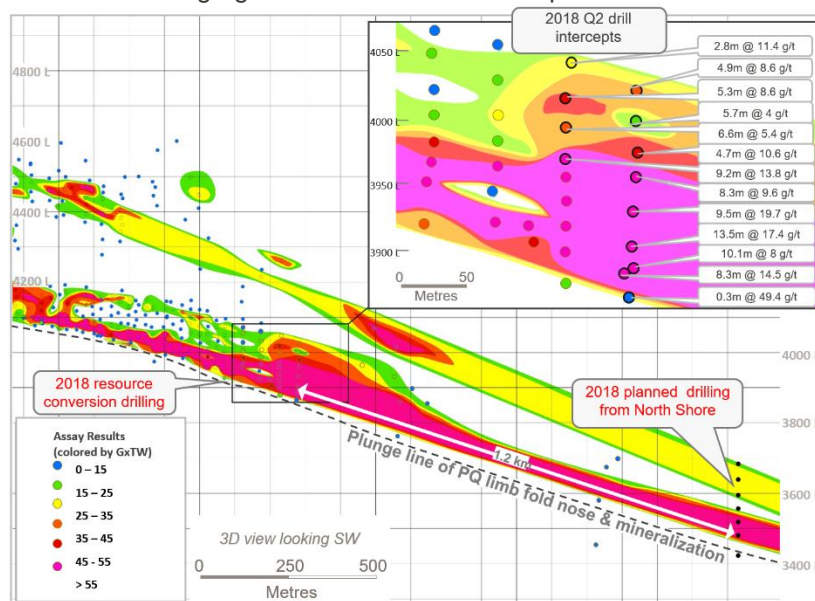 2018 Q2 drill
intercepts
4050 L
4000 L
3950 L
3900 L
0
50
Metres
2.8m @ 11.4 g/t
4.9m @ 8.6 g/t
5.3m @ 8.6 g/t
5.7m @ 4 g/t
6.6m @ 5.4 g/t
4.7m @ 10.6 g/t
9.2m @ 13.8 g/t
8.3m @ 9.6 g/t
9.5m @ 19.7 g/t
13.5m @ 17.4 g/t
10.1m @ 8 g/t
8.3m @ 14.5 g/t
0.3m @ 49.4 g/t
4800 L
4600 L
4400 L
4200 L
4000 L
3800 L
3600 L
3400 L
2018 resource
conversion drilling
2018 planned drilling
from North Shore
1.2 km
Plunge line of PQ limb fold nose & mineralization
Assay Results
(colored by GxTW)
0 – 15
15 – 25
25 – 35
35 – 45
45 - 55
> 55
3D view looking SW
0
250
500
Metres